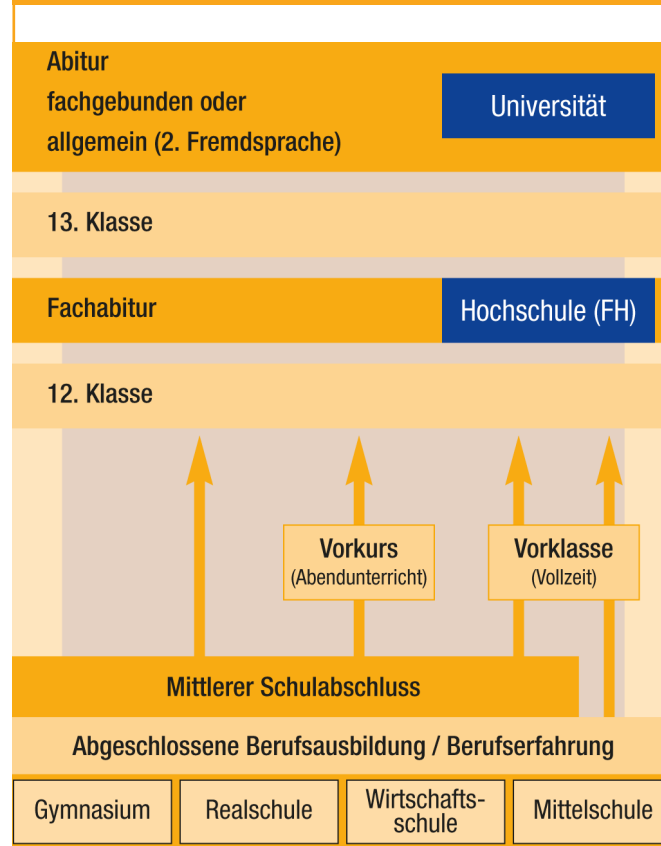 Abitur
fachgebunden oder
allgemein (2. Fremdsprache)
Universität
13. Klasse
Fachabitur
Hochschule (FH)
12. Klasse
Vorkurs
(Abendunterricht)
Vorklasse
(Vollzeit)
Mittlerer Schulabschluss
Abgeschlossene Berufsausbildung / Berufserfahrung
Gymnasium
Realschule
Wirtschafts-
schule
Mittelschule